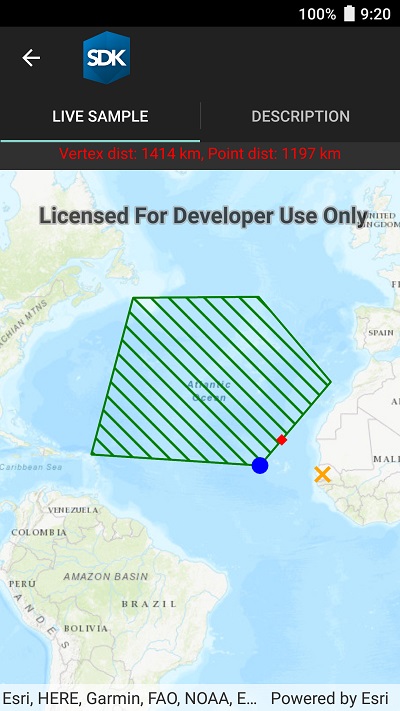 100% 9:20
SDK
LIVE SAMPLE DESCRIPTION
Vertex dist: 1414 km, Point dist: 1197 km
Licensed For Developer Use Only
UNITED
KINGDOM
SPAIN
Atlantic
Ocean
Caribbean Sea
MALI
VENEZUELA
COLOMBIA
AMAZON BASIN
PERU
BRAZIL
ANDES
BOLIVIA
Esri, HERE, Garmin, FAO, NOAA, E... Powered by Esri